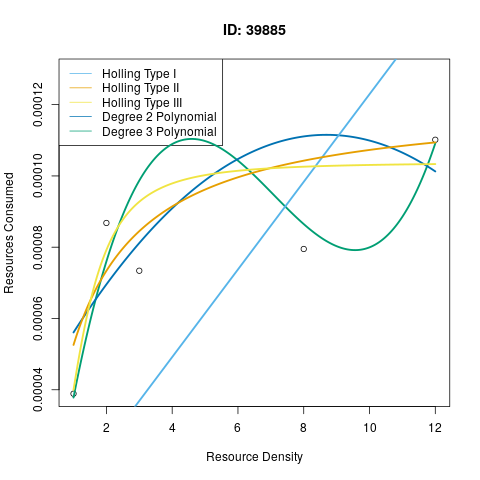 ID: 39885
Holling Type I
Holling Type II
Holling Type III
Degree 2 Polynomial
Degree 3 Polynomial
Resources Consumed
0.00012
0.00010
0.00008
0.00006
0.00004
2 4 6 8 10 12
Resource Density